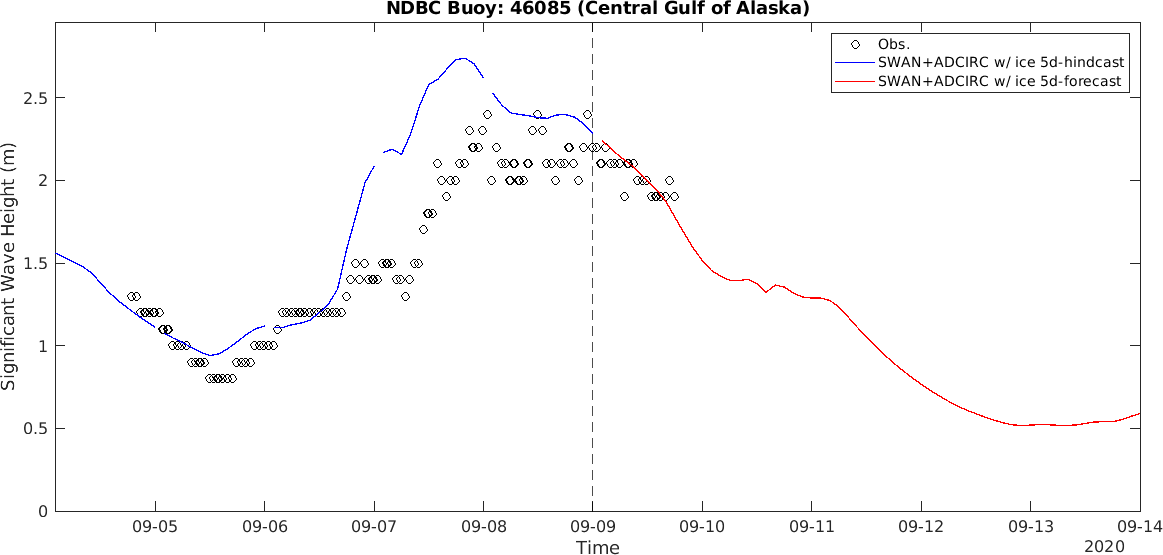 NDBC Buoy: 46085 (Central Gulf of Alaska)
Obs.
SWAN+ADCIRC w/ ice 5d-hindcast
SWAN+ADCIRC w/ ice 5d-forecast
Significant Wave Height (m)
2.5
2
1.5
1
0.5
0
09-05 09-06 09-07 09-08 09-09 09-10 09-11 09-12 09-13 09-14
Time
2020